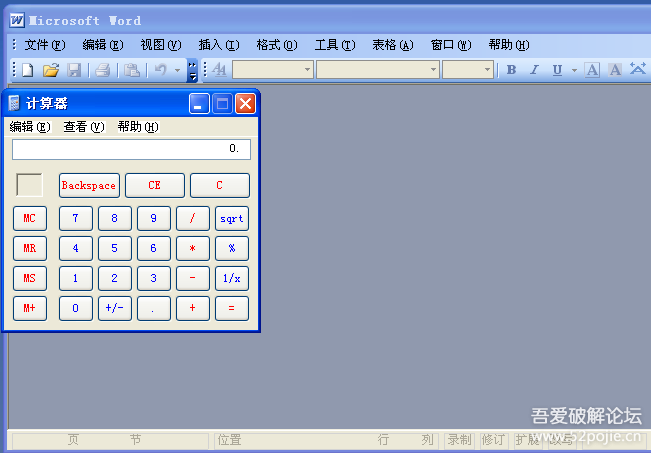 Microsoft Word
文件(F) 编辑(E) 视图(V) 插入(I) 格式(O) 工具(T) 表格(A) 窗口(W) 帮助(H)
B I U A A
计算器
编辑(E) 查看(V) 帮助(H)
0.
Backspace CE C
MC 7 8 9 / sqrt
MR 4 5 6 * %
MS 1 2 3 - 1/x
M+ 0 +/- . + =
页 节 位置 行 列 录制 修订 扩展 改写
吾爱破解论坛
www.52pojie.cn